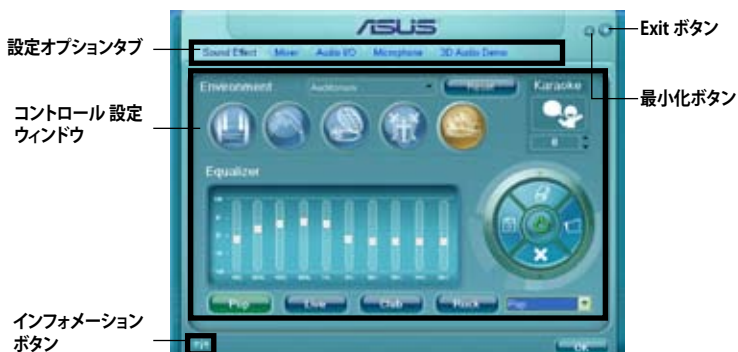 ASUS
Exit ボタン
設定オプションタブ
Sound Effect Mixer Audio I/O Microphone 3D Audio Demo
最小化ボタン
Environment Auditorium Reset Karaoke
コントロール 設定
ウィンドウ
0
Equalizer
Pop Live Club Rock Pop
インフォメーション
ボタン
OK